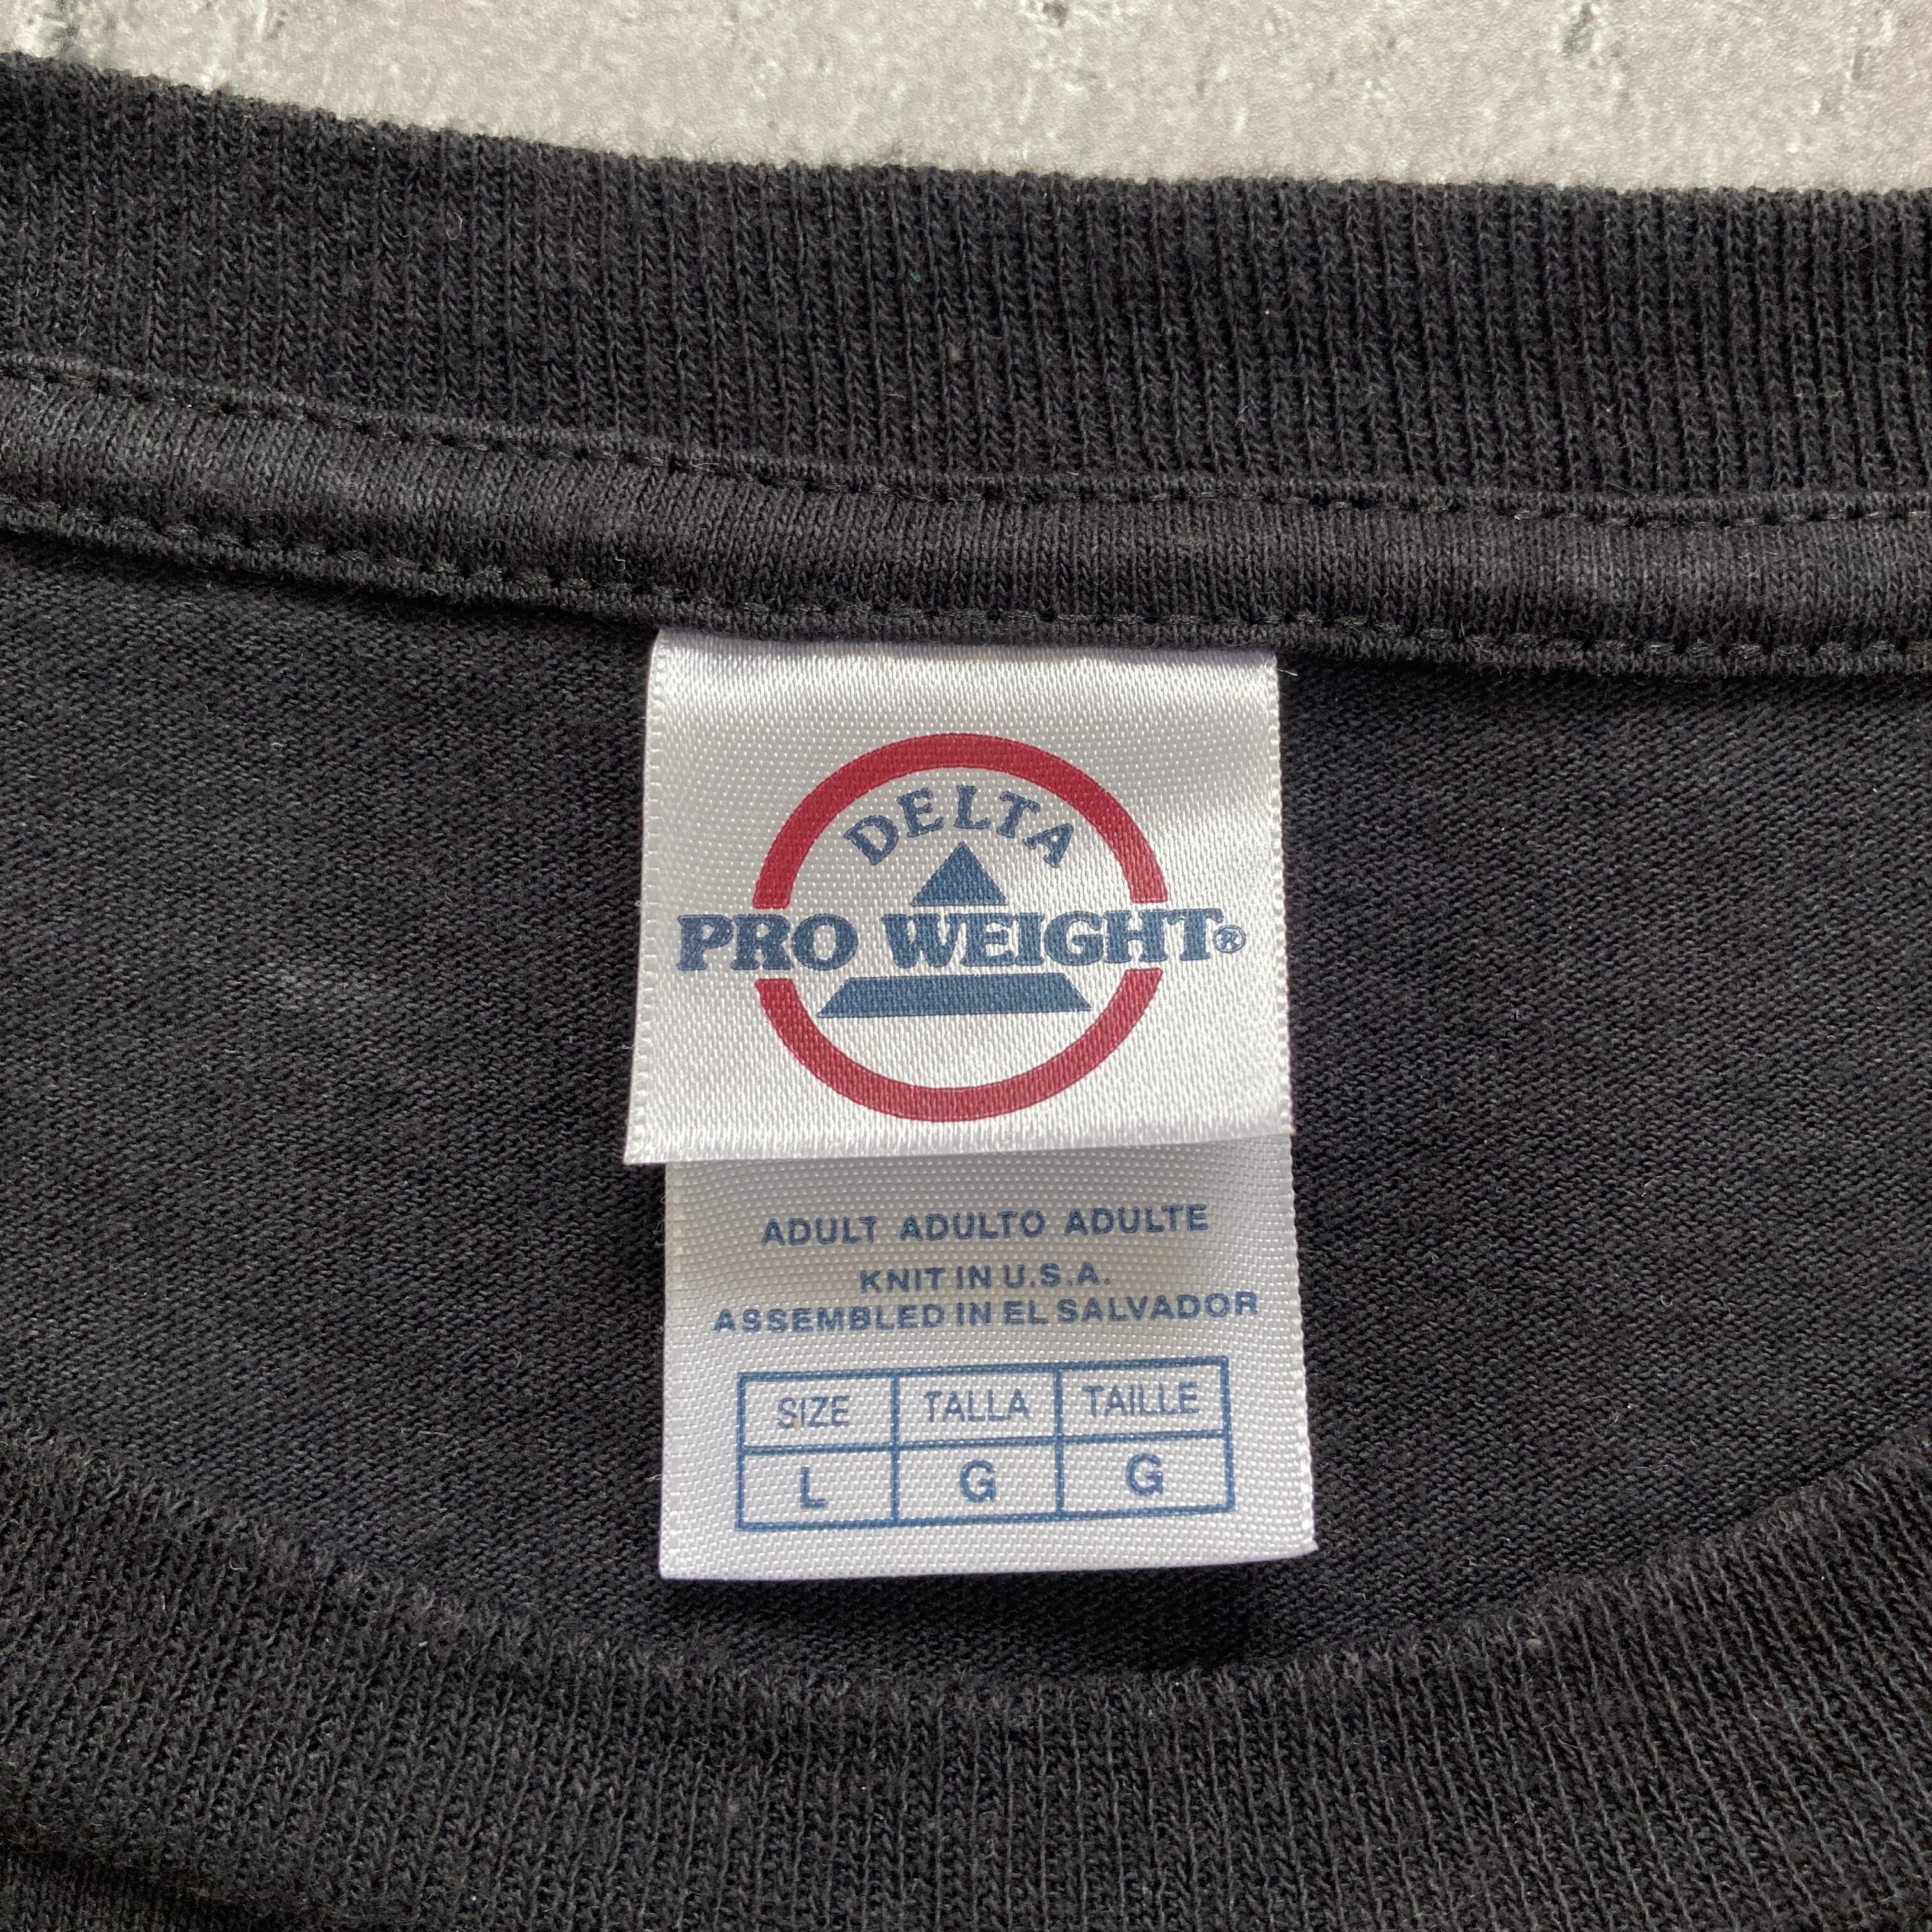 DELTA
PRO WEIGHT®
ADULT ADULTO ADULTE
KNIT IN U.S.A.
ASSEMBLED IN EL SALVADOR
SIZE TALLA TAILLE
L G G